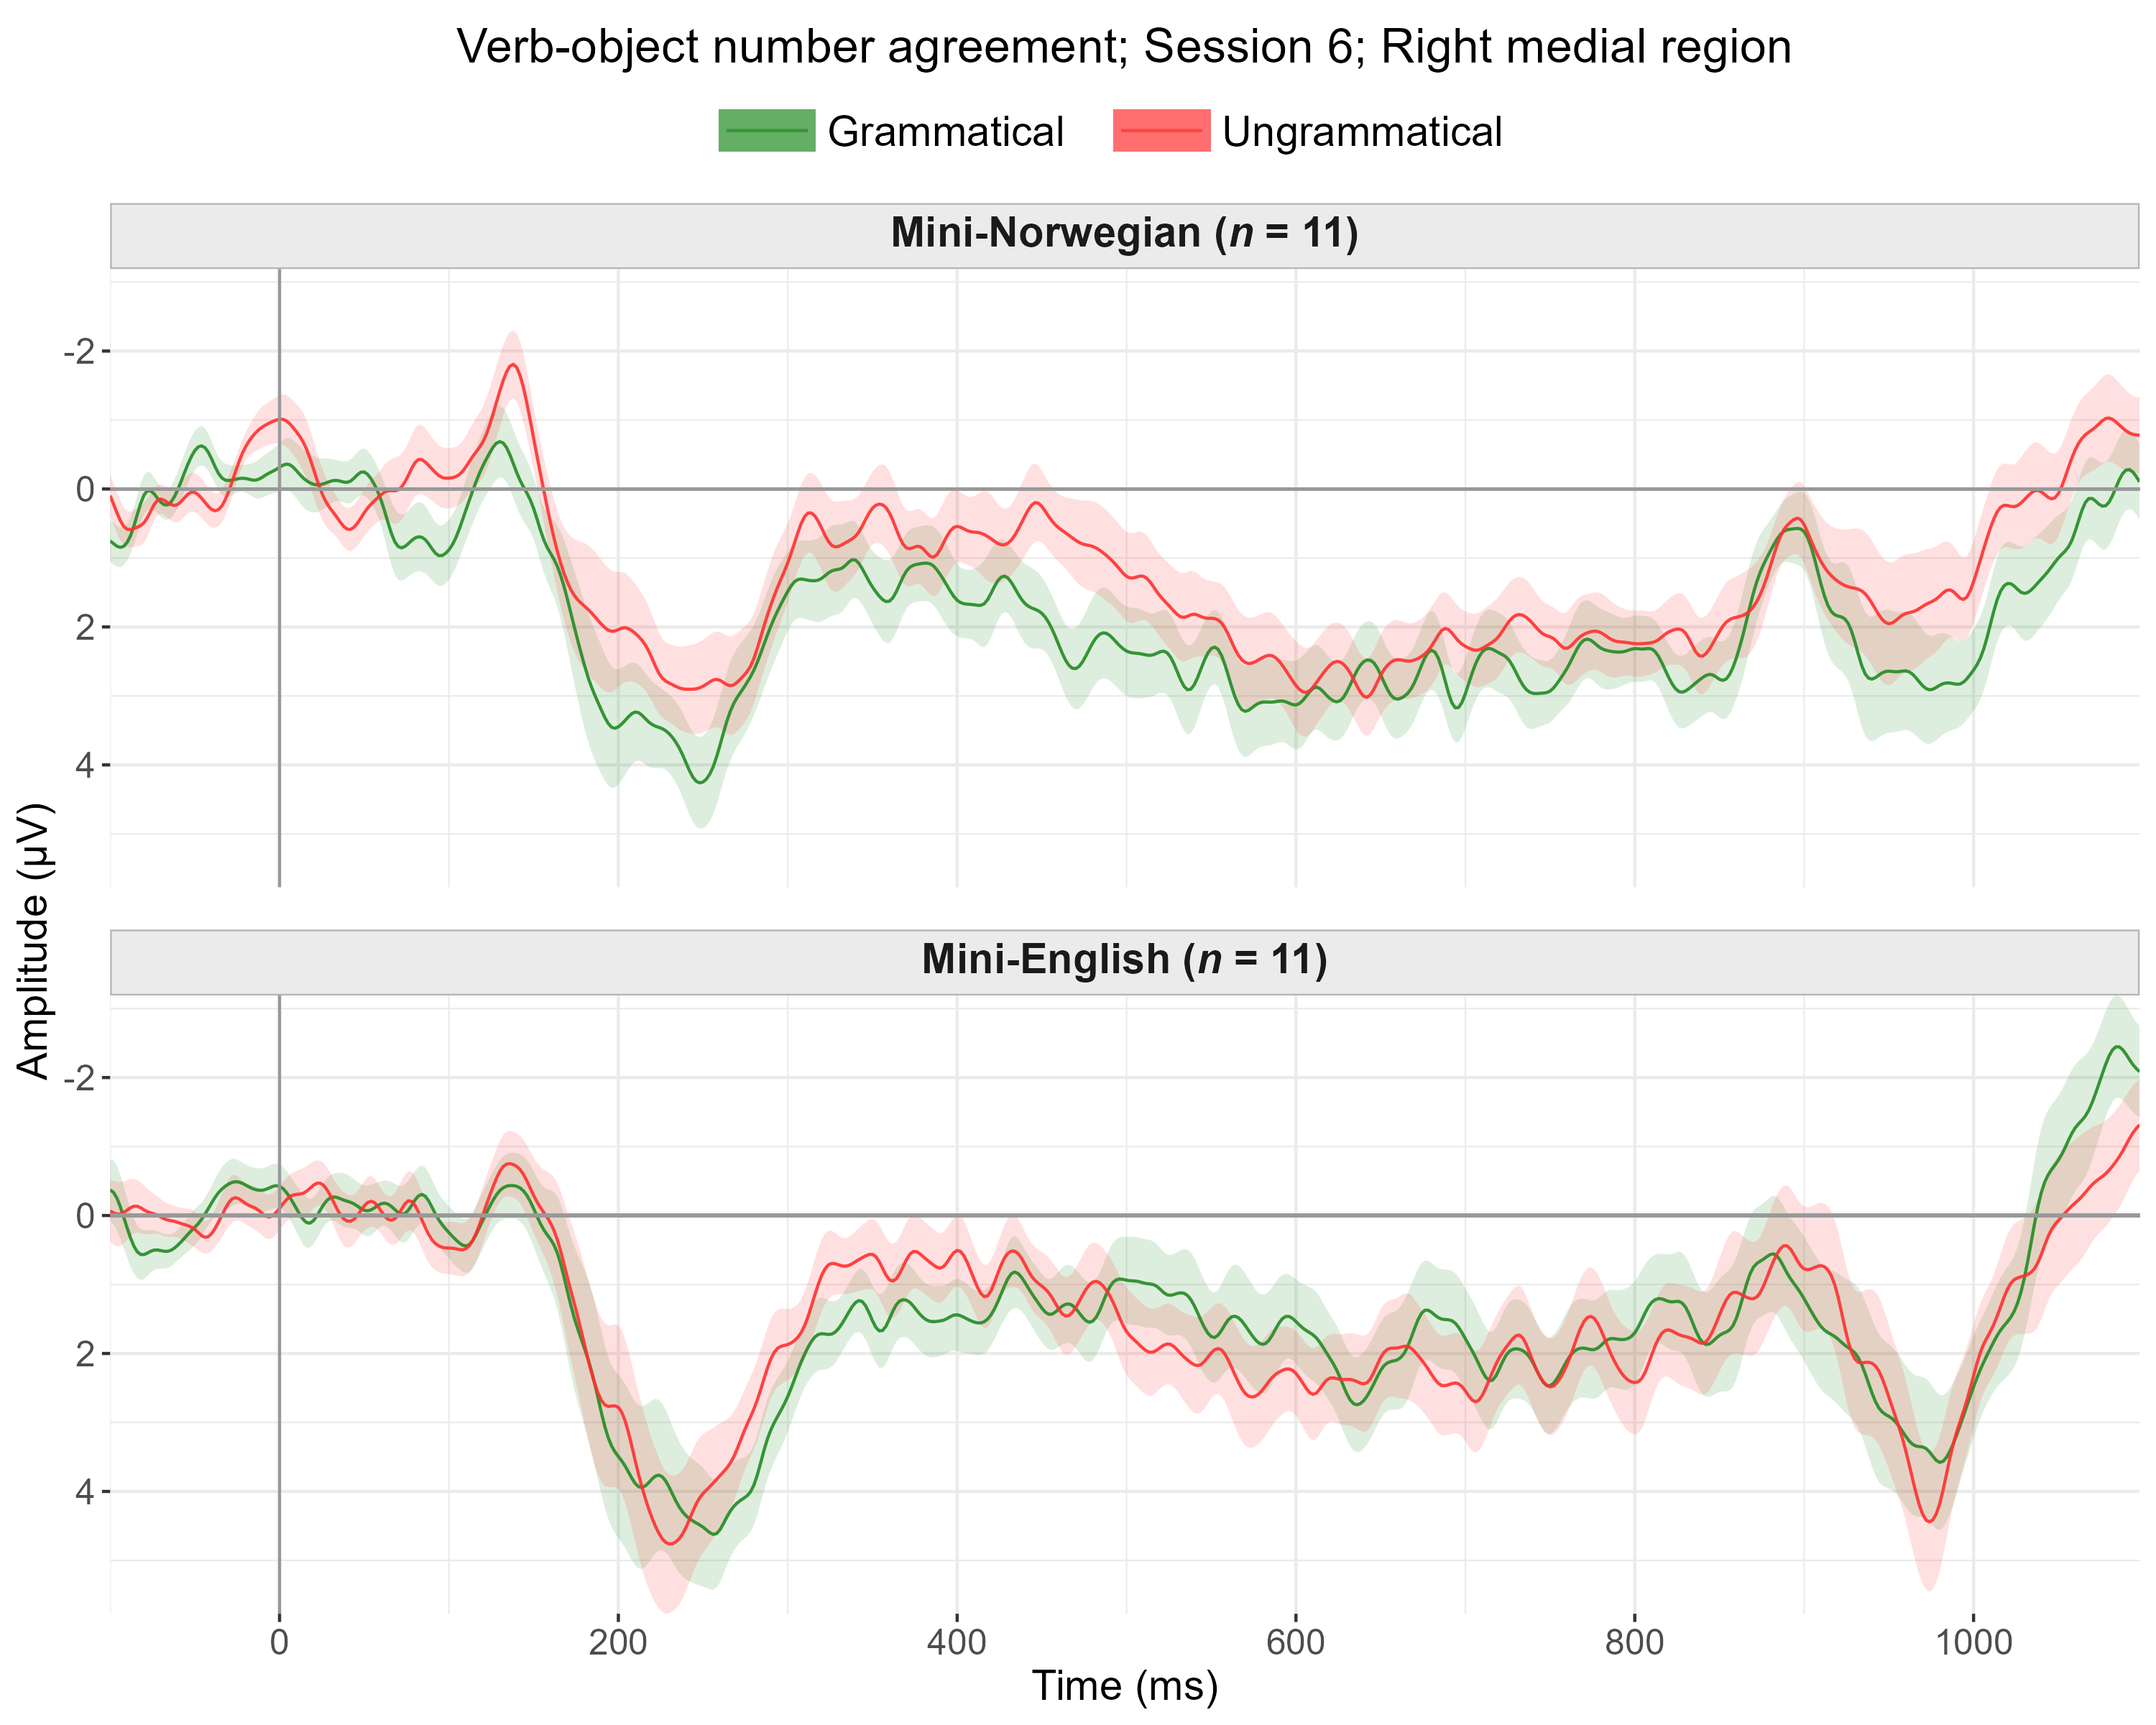 Verb-object number agreement; Session 6; Right medial region
Grammatical Ungrammatical
Mini-Norwegian (n = 11)
-2
0
2
4
Mini-English (n = 11)
-2
0
2
4
Amplitude (µV)
0 200 400 600 800 1000
Time (ms)